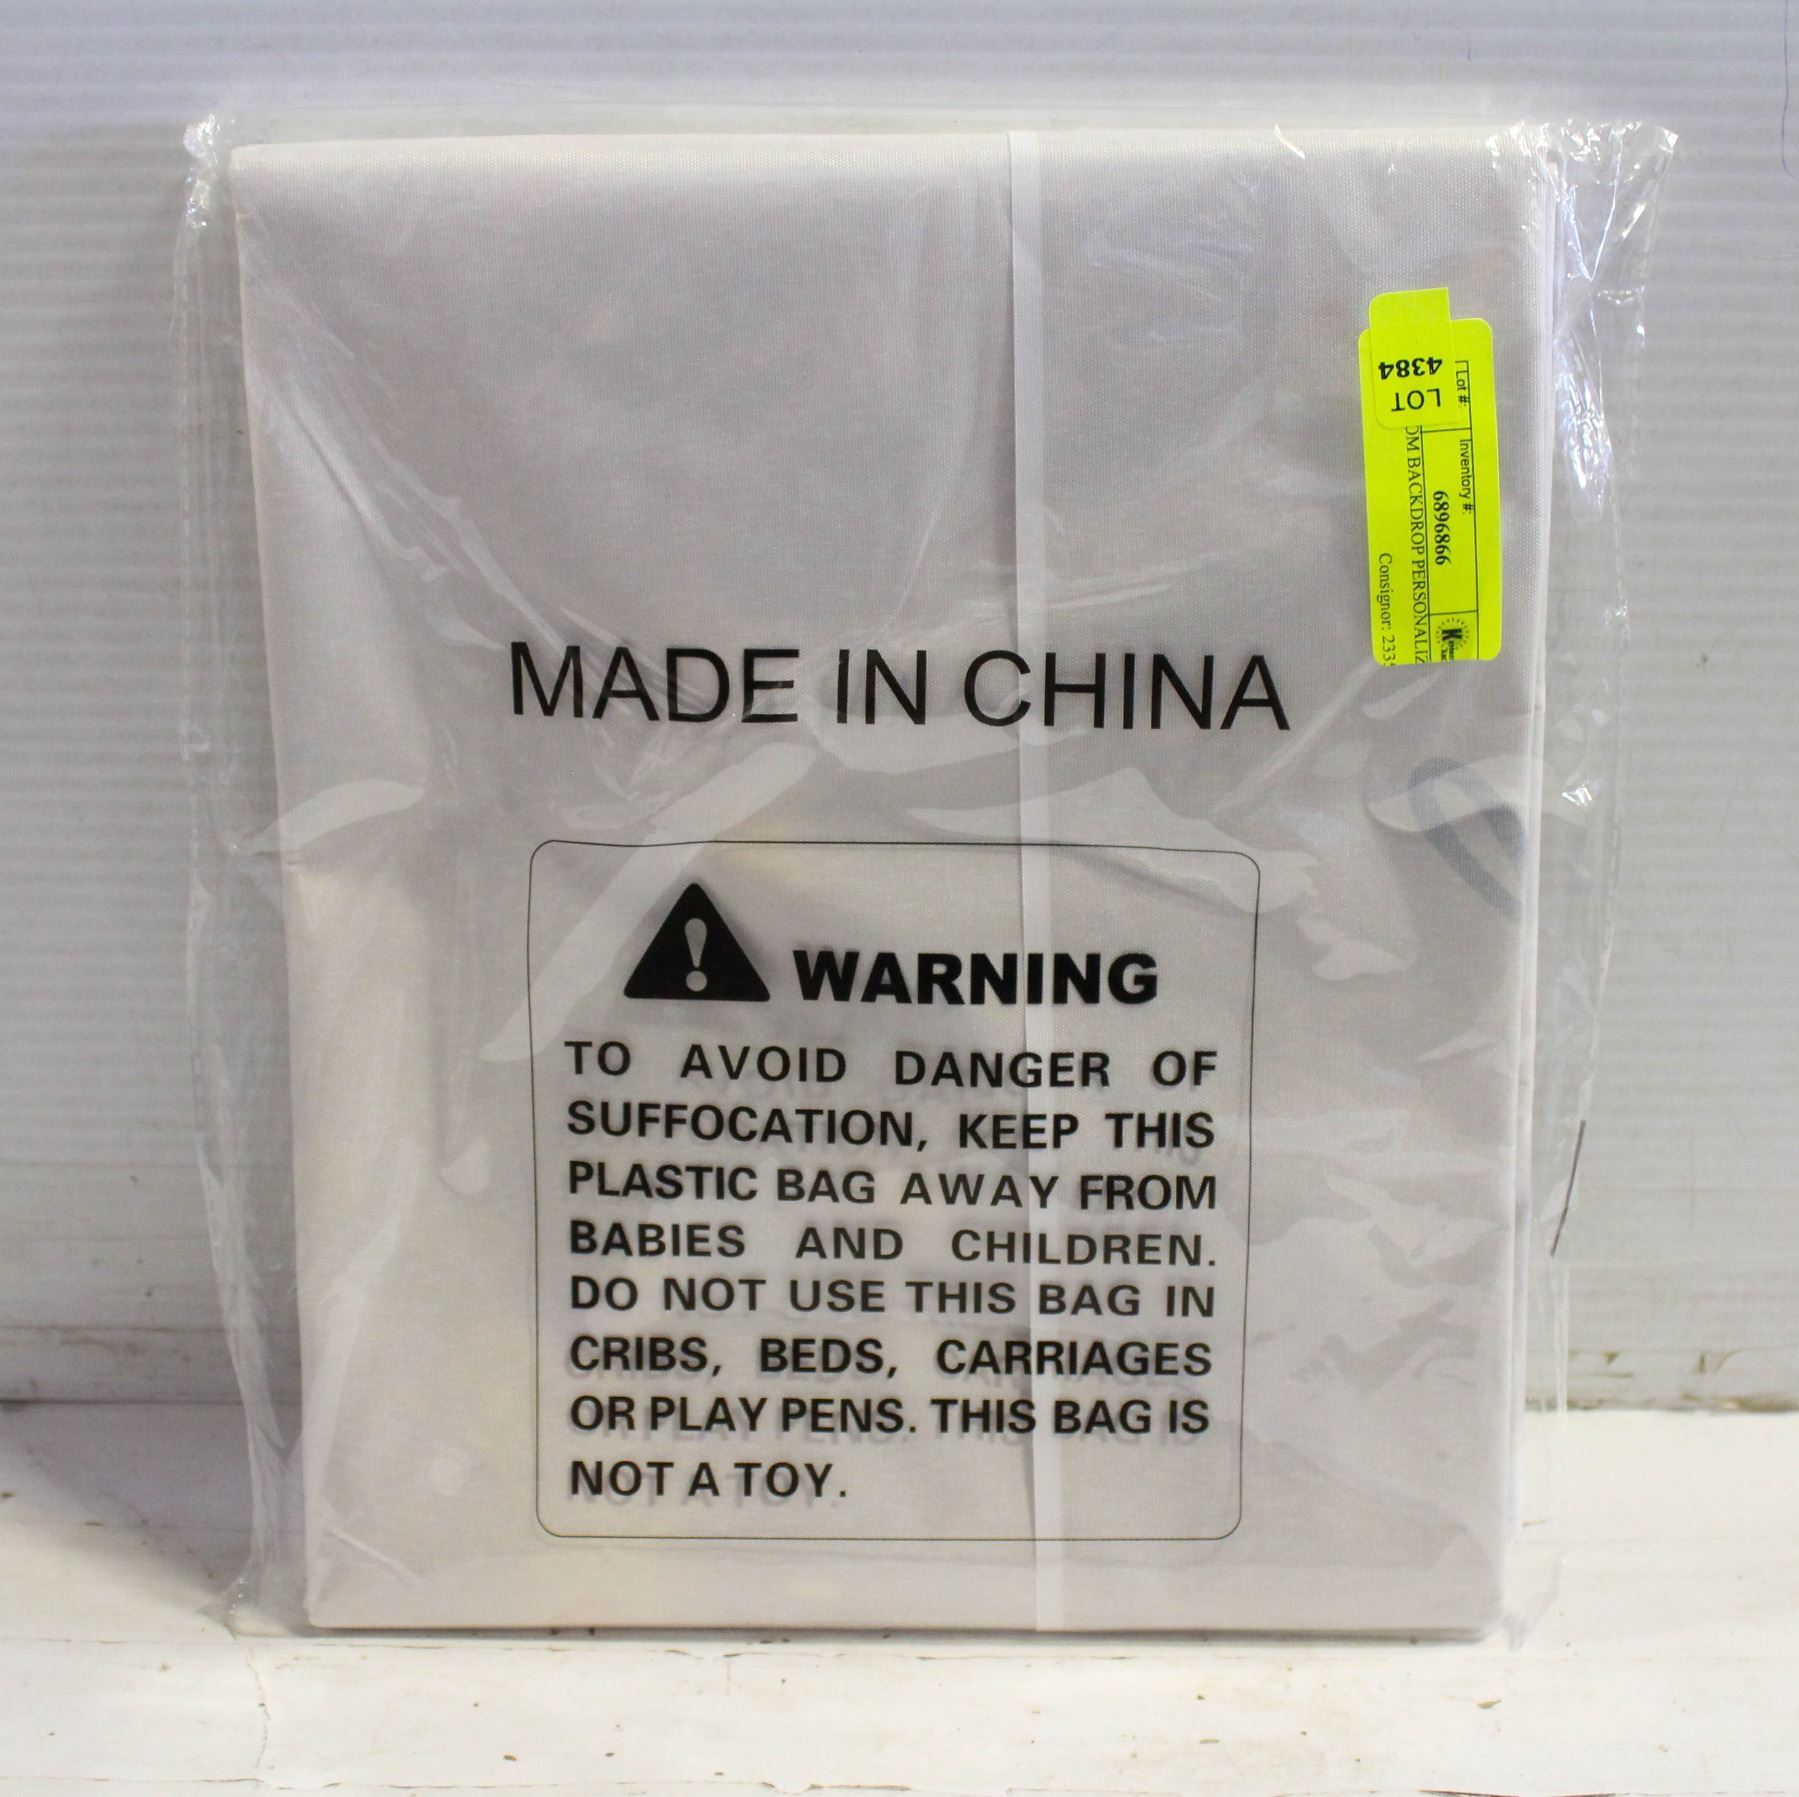 MADE IN CHINA
WARNING
TO AVOID DANGER OF
SUFFOCATION, KEEP THIS
PLASTIC BAG AWAY FROM
BABIES AND CHILDREN.
DO NOT USE THIS BAG IN
CRIBS, BEDS, CARRIAGES
OR PLAY PENS. THIS BAG IS
NOT A TOY.
LOT
4384
Lot #:
Inventory #:
6896866
BACKDROP
Consignor: